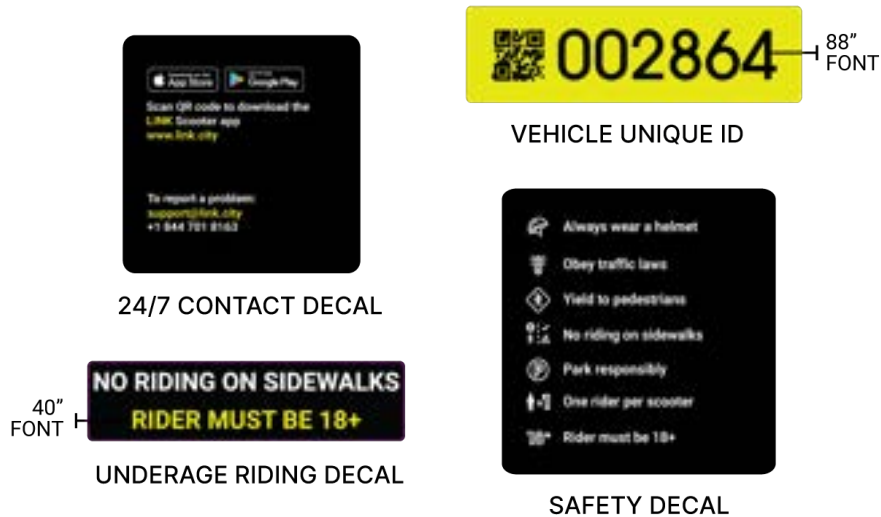 App Store
Google Play
Scan QR code to download the
LINK Scooter app
www.link.city
To report a problem:
support@link.city
+1 844 701 8163
24/7 CONTACT DECAL
002864
88”
FONT
VEHICLE UNIQUE ID
NO RIDING ON SIDEWALKS
RIDER MUST BE 18+
40”
FONT
UNDERAGE RIDING DECAL
Always wear a helmet
Obey traffic laws
Yield to pedestrians
No riding on sidewalks
Park responsibly
One rider per scooter
18+ Rider must be 18+
SAFETY DECAL